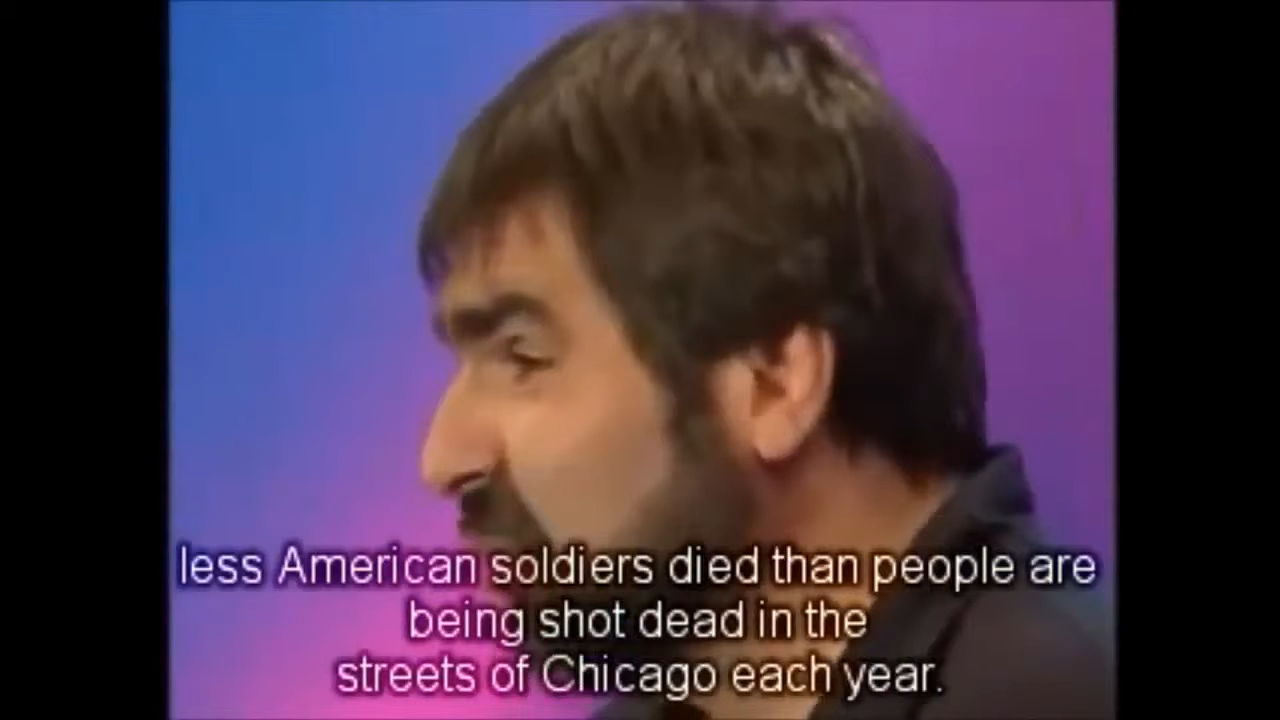 less American soldiers died than people are
being shot dead in the
streets of Chicago each year.